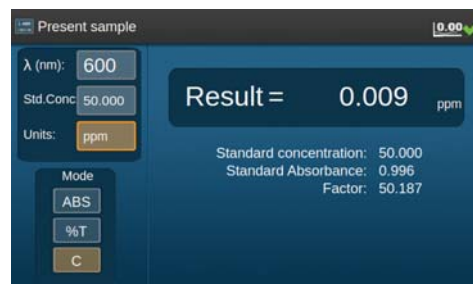 Present sample
0.00
λ (nm): 600
Std.Conc 50.000
Units: ppm
Mode
ABS
%T
C
Result = 0.009 ppm
Standard concentration: 50.000
Standard Absorbance: 0.996
Factor: 50.187